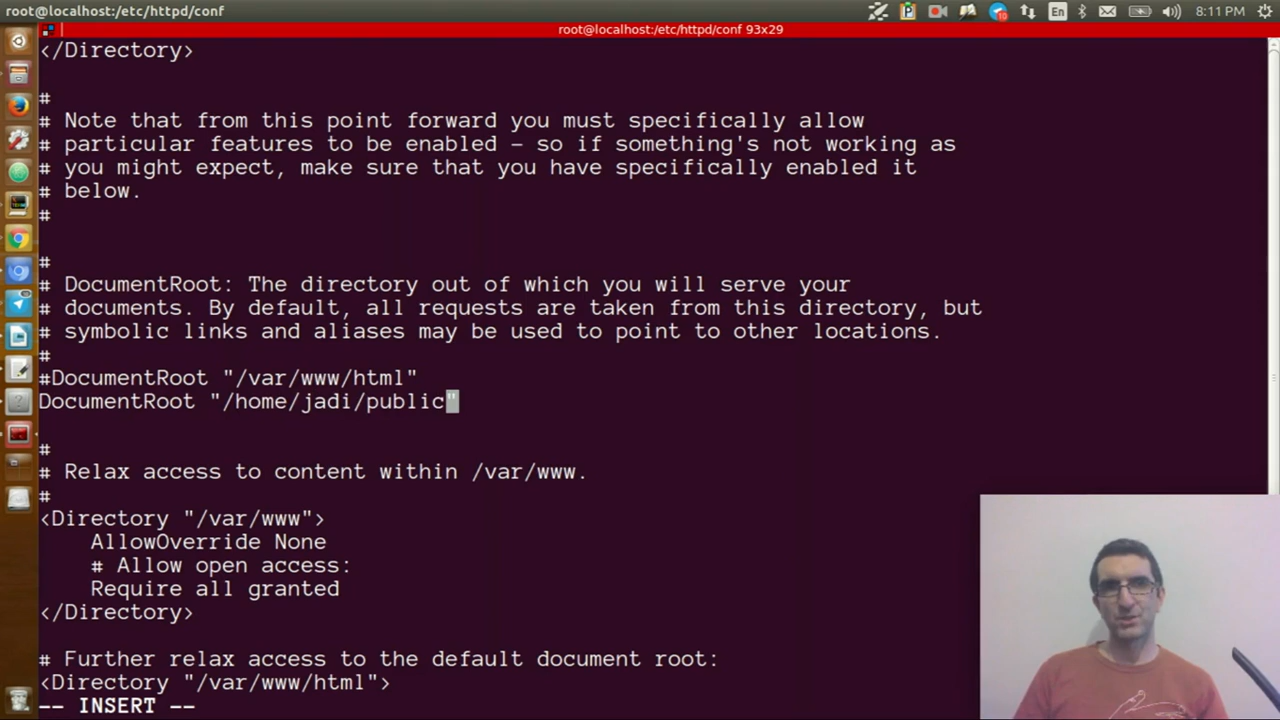 root@localhost:/etc/httpd/conf
En
8:11 PM
root@localhost:/etc/httpd/conf 93x29
</Directory>
#
# Note that from this point forward you must specifically allow
# particular features to be enabled - so if something's not working as
# you might expect, make sure that you have specifically enabled it
# below.
#
#
# DocumentRoot: The directory out of which you will serve your
# documents. By default, all requests are taken from this directory, but
# symbolic links and aliases may be used to point to other locations.
#
#DocumentRoot "/var/www/html"
DocumentRoot "/home/jadi/public"
#
# Relax access to content within /var/www.
#
<Directory "/var/www">
    AllowOverride None
    # Allow open access:
    Require all granted
</Directory>
# Further relax access to the default document root:
<Directory "/var/www/html">
-- INSERT --